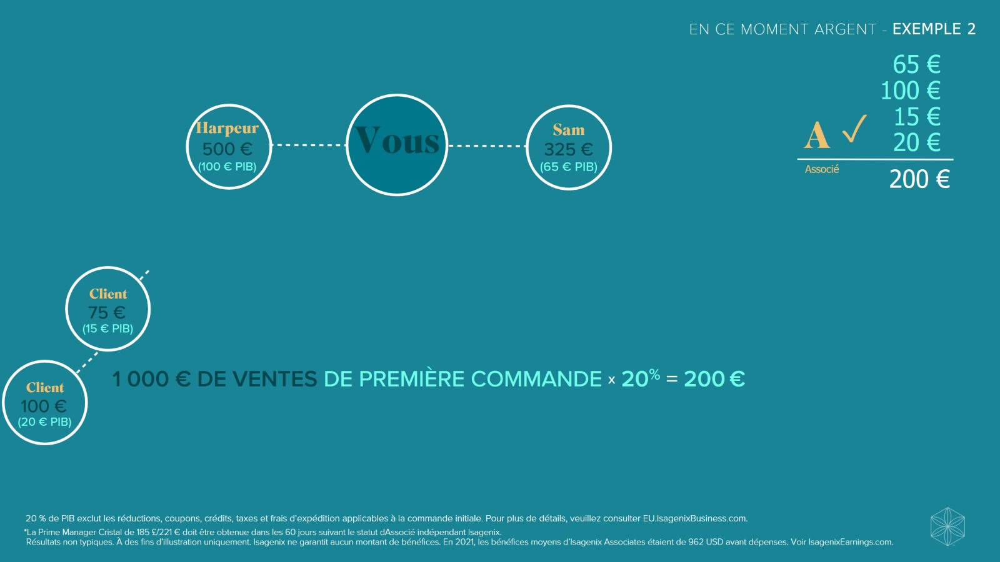 EN CE MOMENT ARGENT - EXEMPLE 2
65 €
100 €
15 €
20 €
A ✓
Associé
200 €
Harpeur
500 €
(100 € PIB)
Vous
Sam
325 €
(65 € PIB)
Client
75 €
(15 € PIB)
Client
100 €
(20 € PIB)
1 000 € DE VENTES DE PREMIÈRE COMMANDE x 20% = 200 €
20 % de PIB exclut les réductions, coupons, crédits, taxes et frais d'expédition applicables à la commande initiale. Pour plus de détails, veuillez consulter EU.IsagenixBusiness.com.
*La Prime Manager Cristal de 185 £/221 € doit être obtenue dans les 60 jours suivant le statut dAssocié indépendant Isagenix.
Résultats non typiques. À des fins d'illustration uniquement. Isagenix ne garantit aucun montant de bénéfices. En 2021, les bénéfices moyens d'Isagenix Associates étaient de 962 USD avant dépenses. Voir IsagenixEarnings.com.